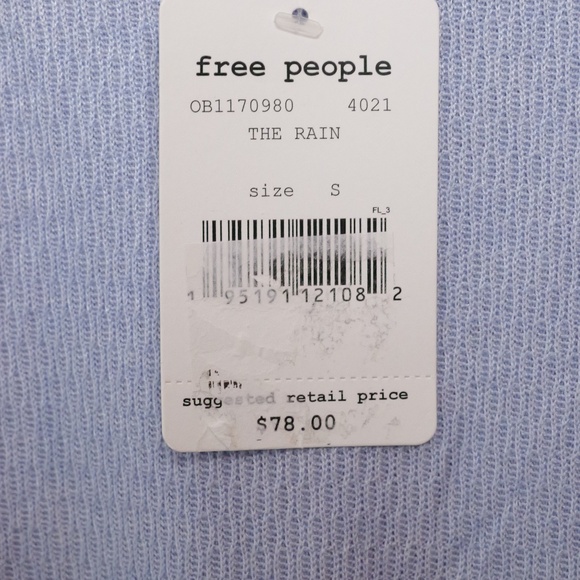 free people
OB1170980 4021
THE RAIN
size S
FL_3
1 95191 12108 2
suggested retail price
$78.00